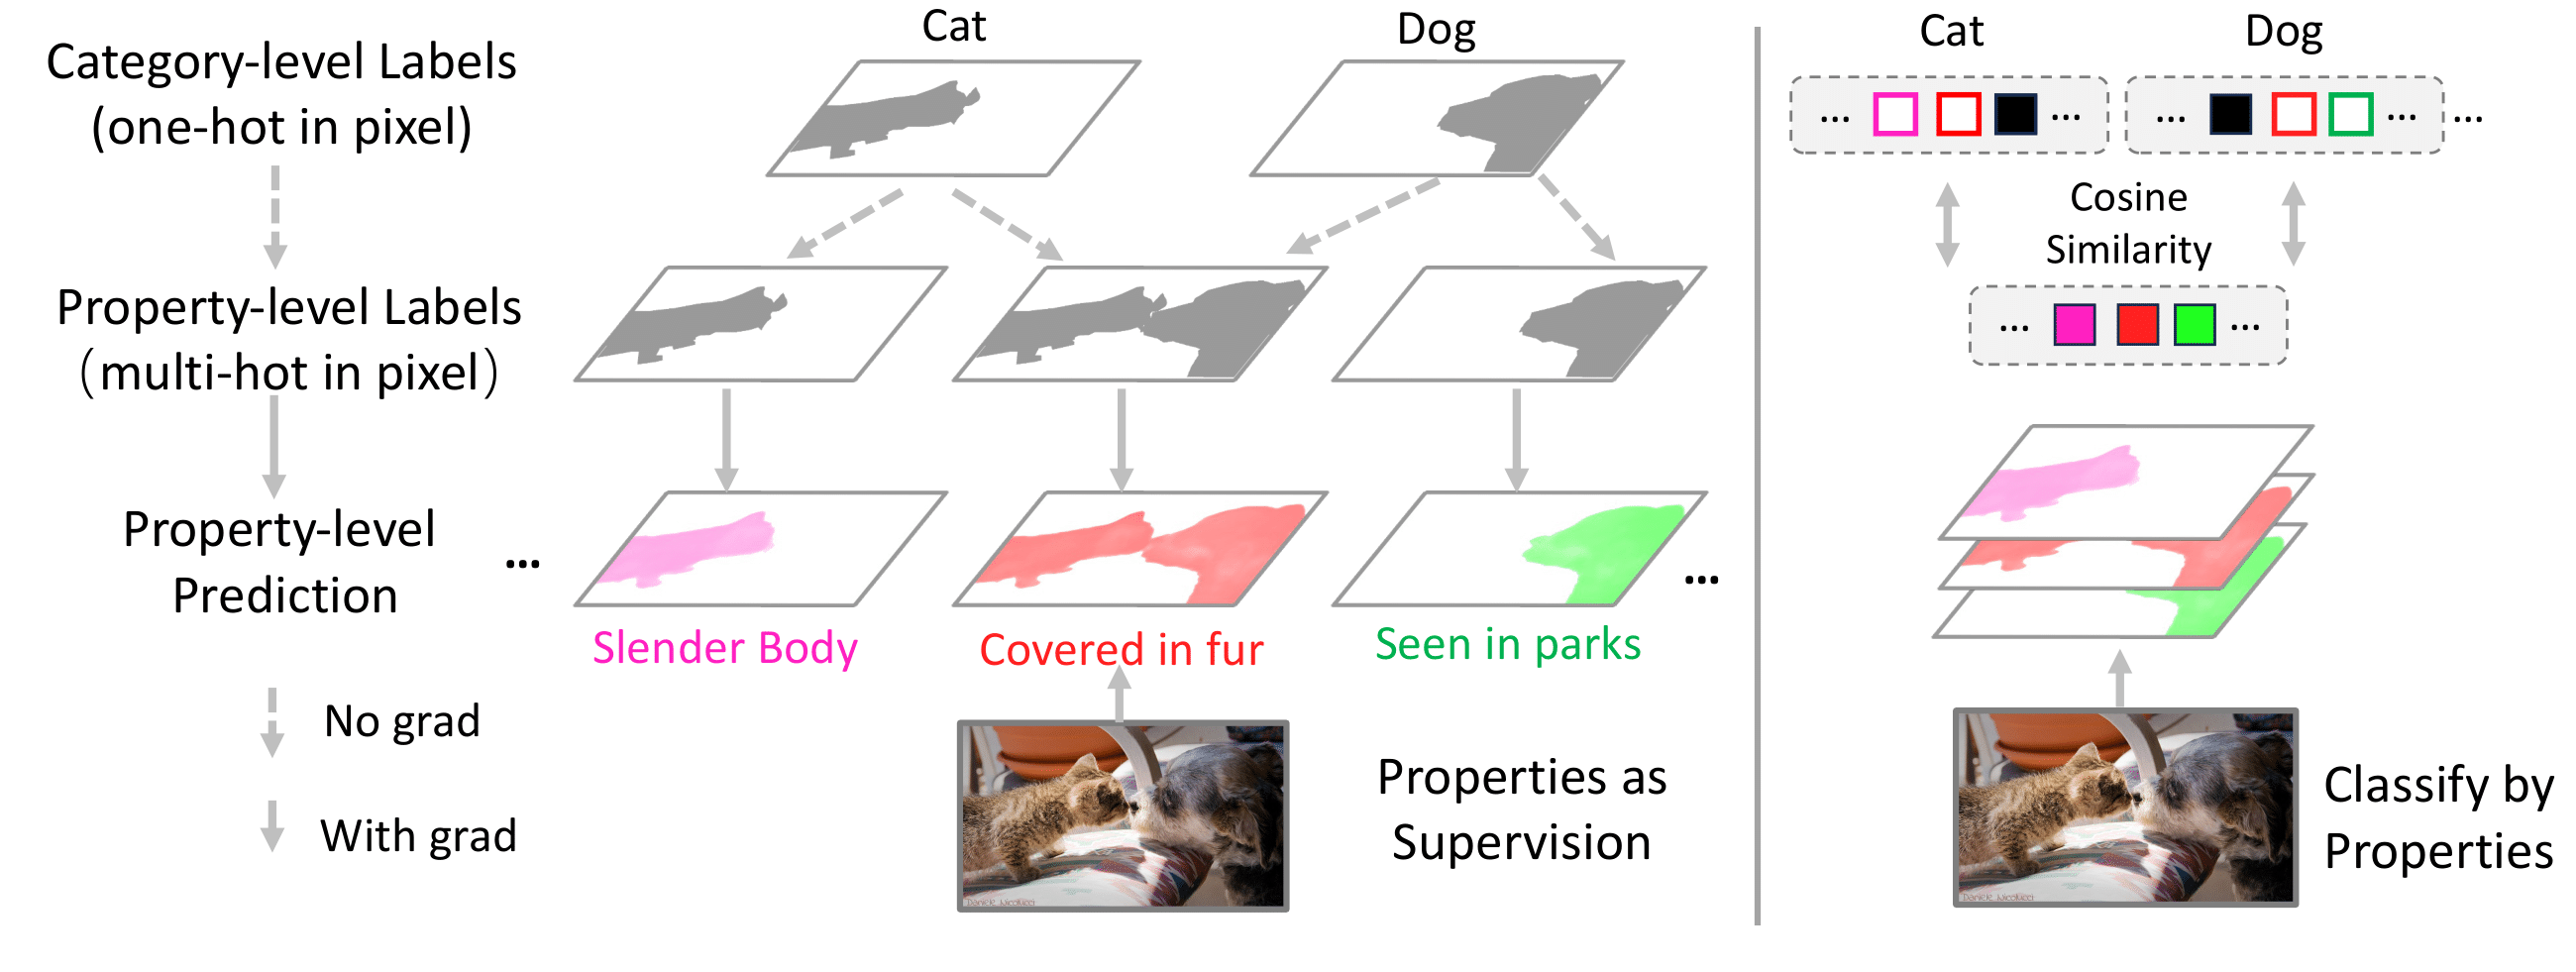 Category-level Labels
(one-hot in pixel)
Property-level Labels
（multi-hot in pixel）
Property-level
Prediction
No grad
With grad
Cat
Dog
...
...
Slender Body
Covered in fur
Seen in parks
Properties as
Supervision
Cat
Dog
... ...
... ...
...
Cosine
Similarity
... ...
Classify by
Properties